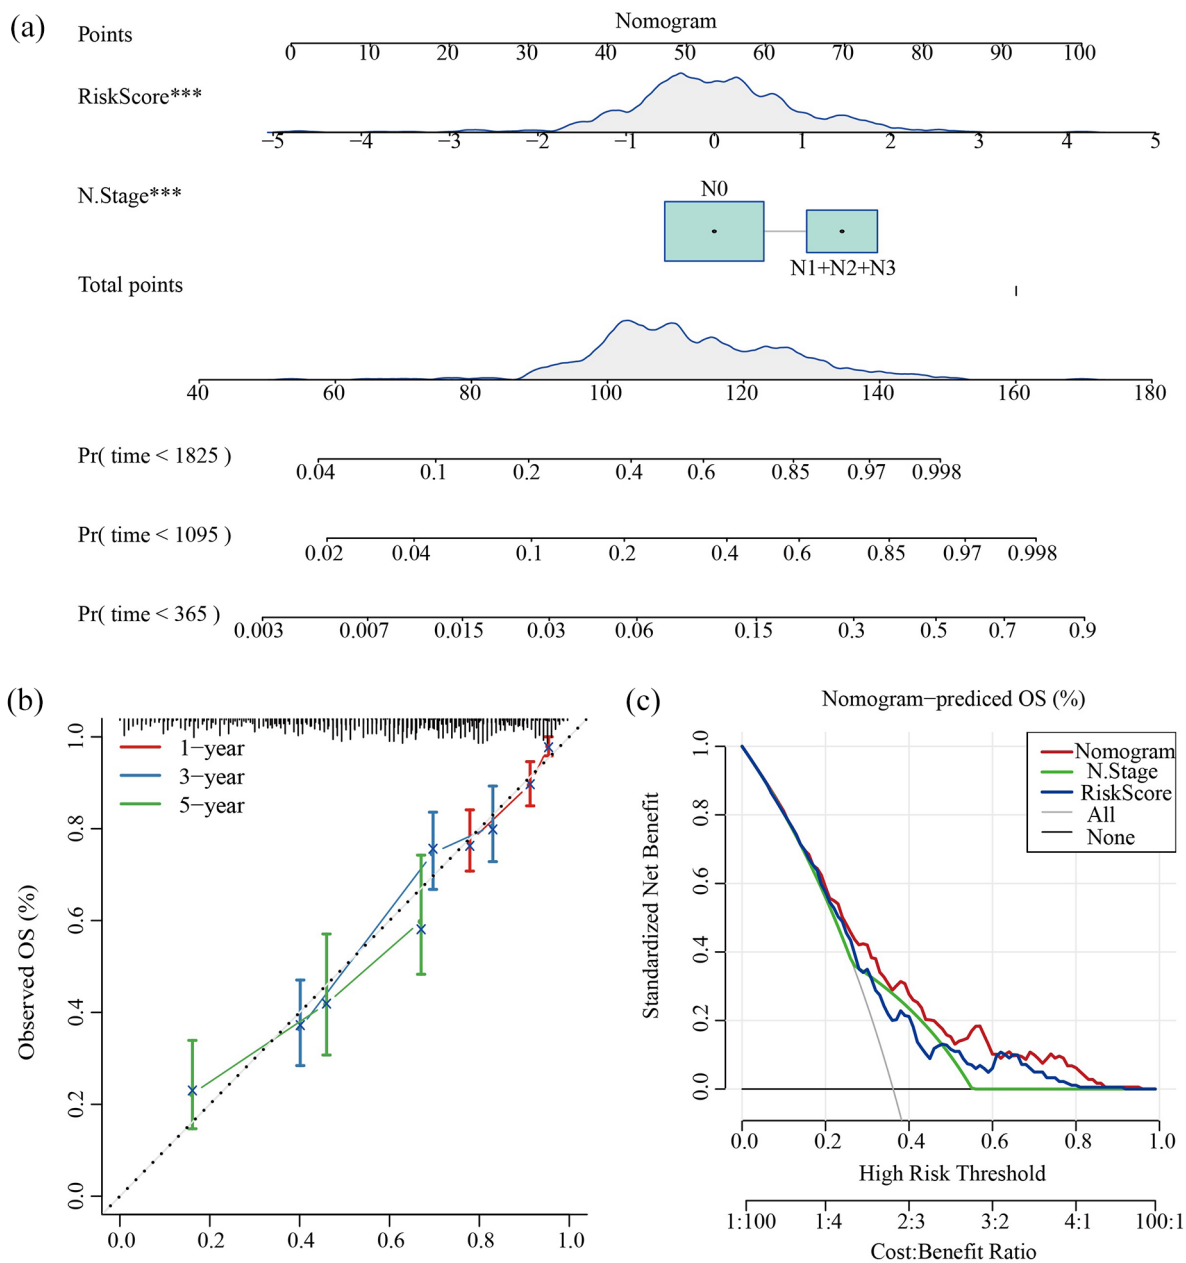 (a)
Nomogram
Points
0 10 20 30 40 50 60 70 80 90 100
RiskScore***
−5 −4 −3 −2 −1 0 1 2 3 4 5
N.Stage***
N0
N1+N2+N3
Total points
40 60 80 100 120 140 160 180
Pr( time < 1825 )
0.04 0.1 0.2 0.4 0.6 0.85 0.97 0.998
Pr( time < 1095 )
0.02 0.04 0.1 0.2 0.4 0.6 0.85 0.97 0.998
Pr( time < 365 )
0.003 0.007 0.015 0.03 0.06 0.15 0.3 0.5 0.7 0.9
(b)
1−year
3−year
5−year
Observed OS (%)
1.0
0.8
0.6
0.4
0.2
0.0
0.0 0.2 0.4 0.6 0.8 1.0
(c)
Nomogram−prediced OS (%)
Nomogram
N.Stage
RiskScore
All
None
Standardized Net Benefit
1.0
0.8
0.6
0.4
0.2
0.0
0.0 0.2 0.4 0.6 0.8 1.0
High Risk Threshold
1:100 1:4 2:3 3:2 4:1 100:1
Cost:Benefit Ratio